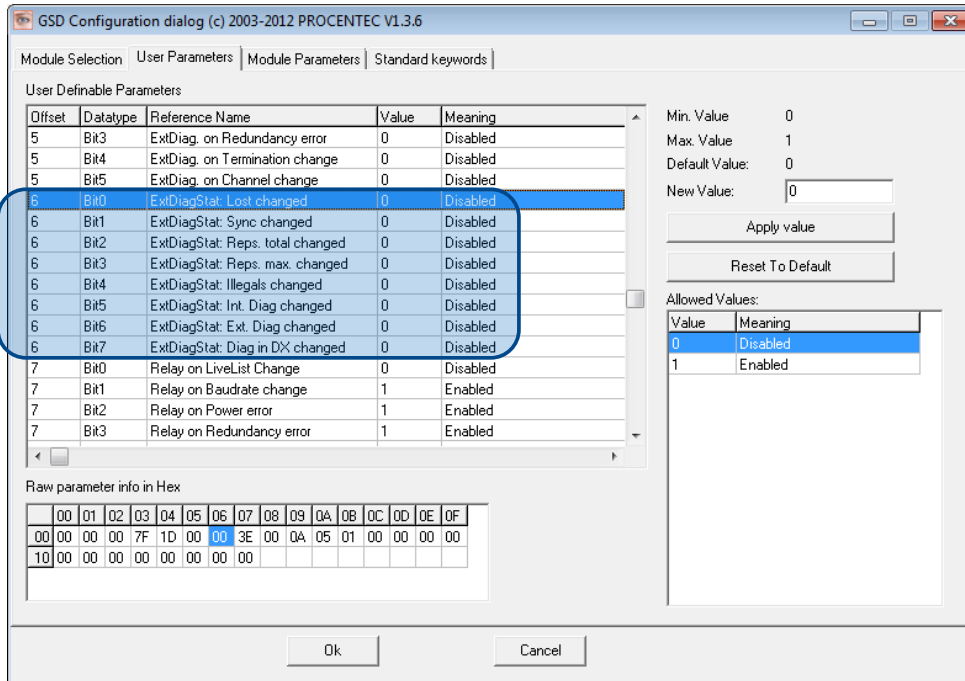 GSD Configuration dialog (c) 2003-2012 PROCENTEC V1.3.6
Module Selection User Parameters Module Parameters Standard keywords
User Definable Parameters
Offset Datatype Reference Name Value Meaning
5 Bit3 ExtDiag. on Redundancy error 0 Disabled
5 Bit4 ExtDiag. on Termination change 0 Disabled
5 Bit5 ExtDiag. on Channel change 0 Disabled
6 Bit0 ExtDiagStat: Lost changed 0 Disabled
6 Bit1 ExtDiagStat: Sync changed 0 Disabled
6 Bit2 ExtDiagStat: Reps. total changed 0 Disabled
6 Bit3 ExtDiagStat: Reps. max. changed 0 Disabled
6 Bit4 ExtDiagStat: Illegals changed 0 Disabled
6 Bit5 ExtDiagStat: Int. Diag changed 0 Disabled
6 Bit6 ExtDiagStat: Ext. Diag changed 0 Disabled
6 Bit7 ExtDiagStat: Diag in DX changed 0 Disabled
7 Bit0 Relay on LiveList Change 0 Disabled
7 Bit1 Relay on Baudrate change 1 Enabled
7 Bit2 Relay on Power error 1 Enabled
7 Bit3 Relay on Redundancy error 1 Enabled
Min. Value 0
Max. Value 1
Default Value: 0
New Value: 0
Apply value
Reset To Default
Allowed Values:
Value Meaning
0 Disabled
1 Enabled
Raw parameter info in Hex
00 01 02 03 04 05 06 07 08 09 0A 0B 0C 0D 0E 0F
00 00 00 00 7F 1D 00 00 3E 00 0A 05 01 00 00 00 00
10 00 00 00 00 00 00 00 00
Ok Cancel